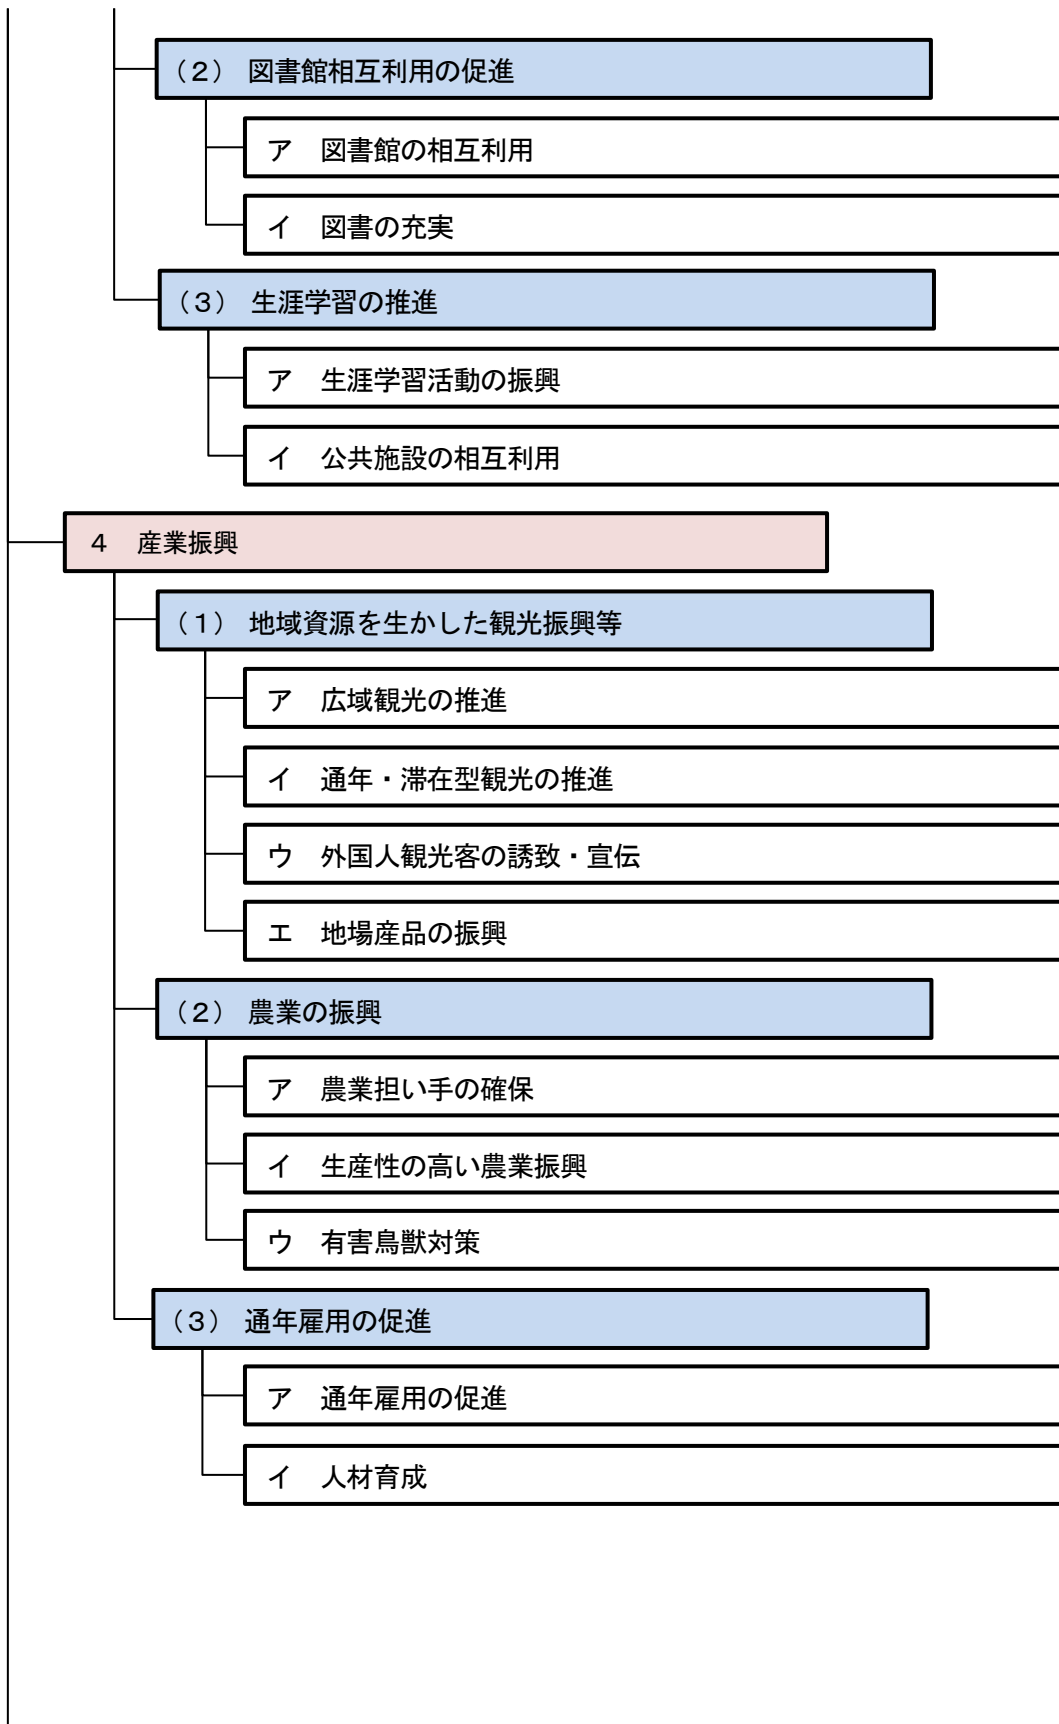 （２） 図書館相互利用の促進
ア　図書館の相互利用
イ　図書の充実
（３） 生涯学習の推進
ア　生涯学習活動の振興
イ　公共施設の相互利用
４　産業振興
（１） 地域資源を生かした観光振興等
ア　広域観光の推進
イ　通年・滞在型観光の推進
ウ　外国人観光客の誘致・宣伝
エ　地場産品の振興
（２） 農業の振興
ア　農業担い手の確保
イ　生産性の高い農業振興
ウ　有害鳥獣対策
（３） 通年雇用の促進
ア　通年雇用の促進
イ　人材育成